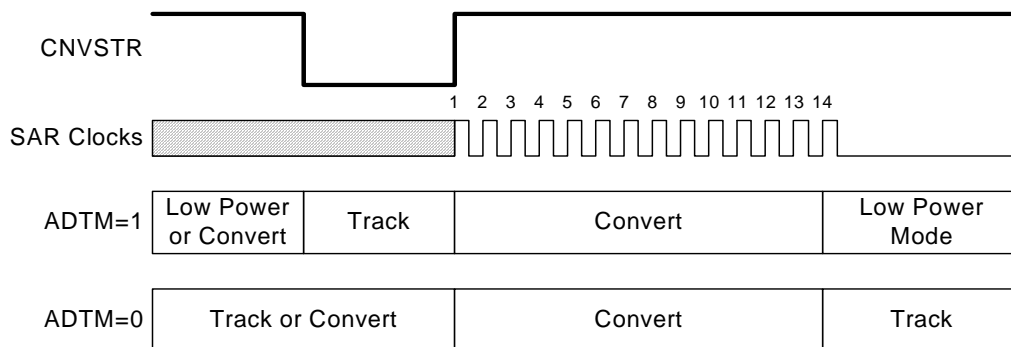 CNVSTR
1 2 3 4 5 6 7 8 9 10 11 12 13 14
SAR Clocks
ADTM=1
Low Power
or Convert
Track
Convert
Low Power
Mode
ADTM=0
Track or Convert
Convert
Track